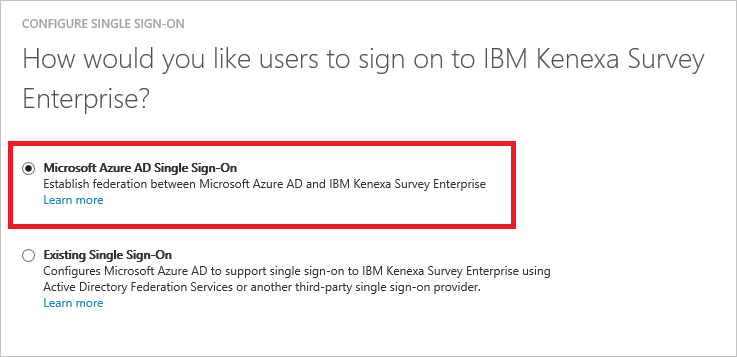 CONFIGURE SINGLE SIGN-ON
How would you like users to sign on to IBM Kenexa Survey
Enterprise?
Microsoft Azure AD Single Sign-On
Establish federation between Microsoft Azure AD and IBM Kenexa Survey Enterprise
Learn more
Existing Single Sign-On
Configures Microsoft Azure AD to support single sign-on to IBM Kenexa Survey Enterprise using
Active Directory Federation Services or another third-party single sign-on provider.
Learn more